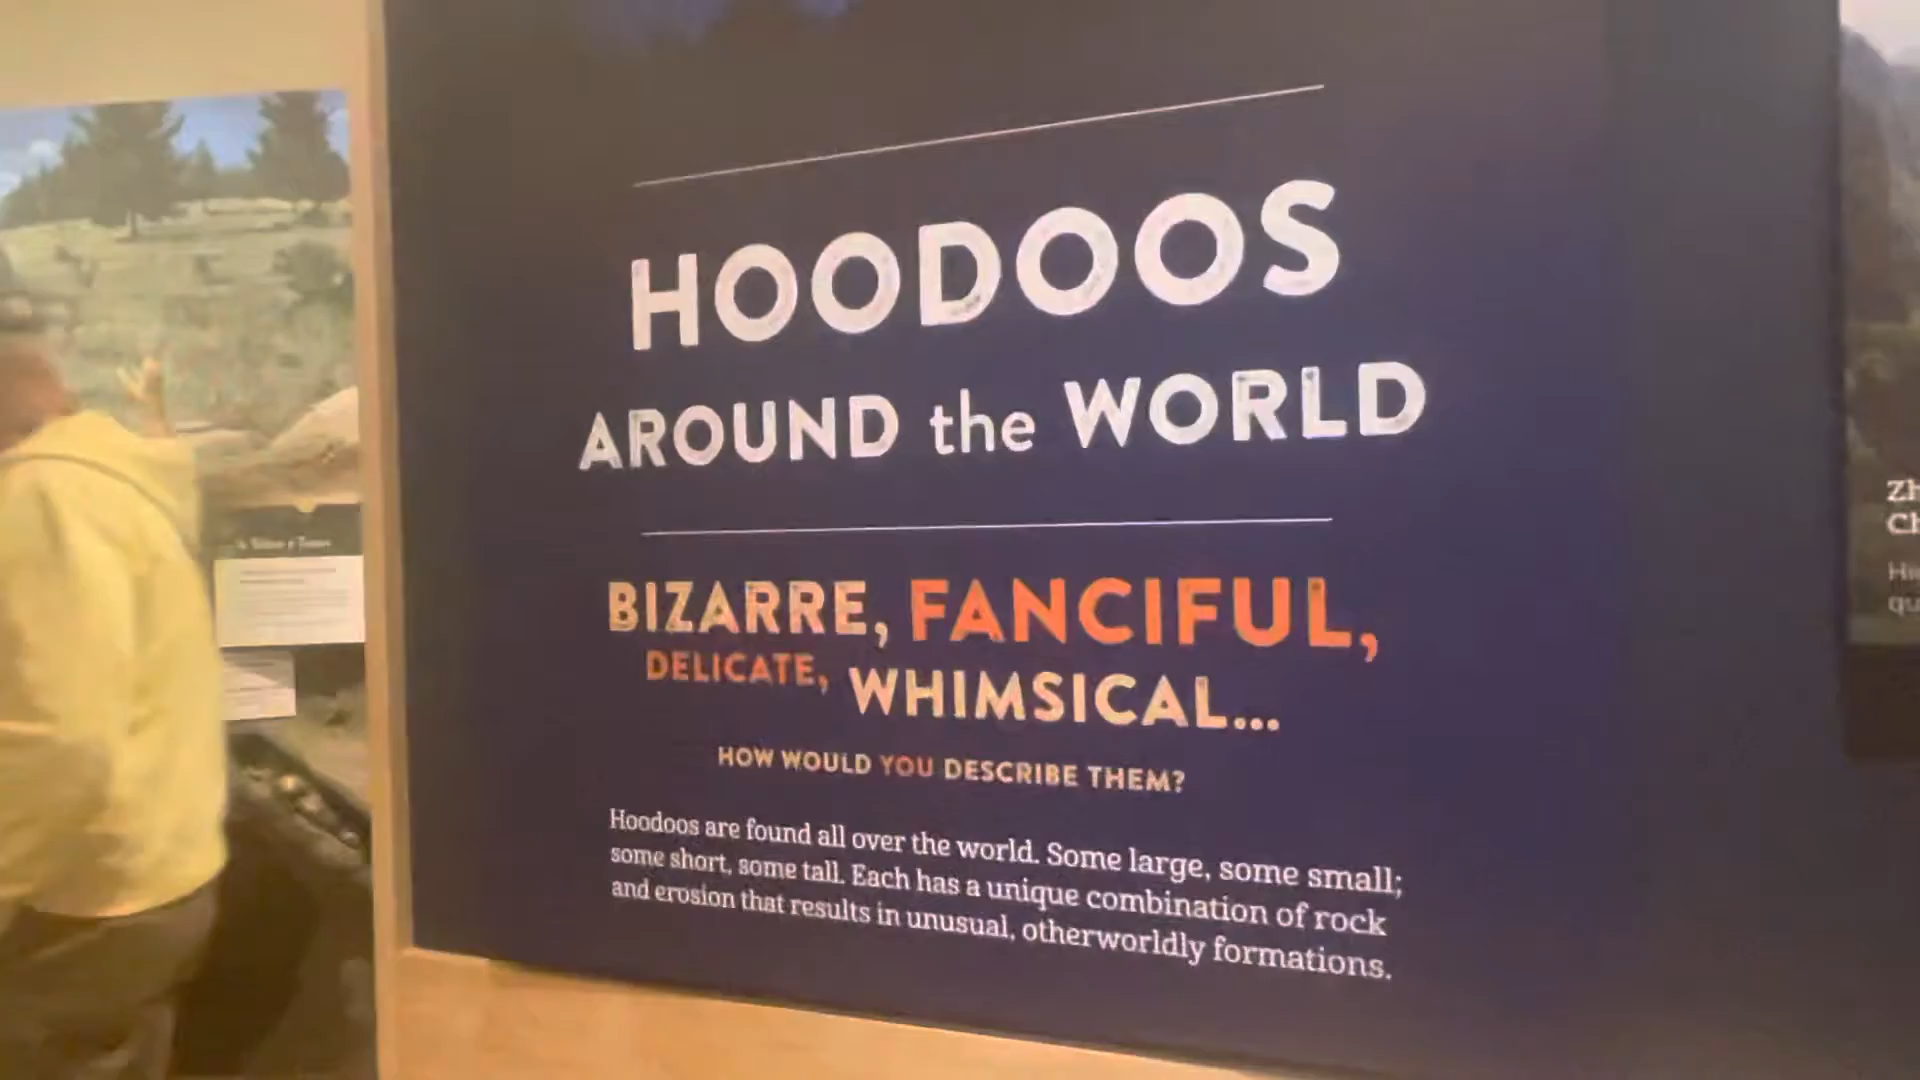 HOODOOS
AROUND the WORLD
BIZARRE, FANCIFUL,
DELICATE, WHIMSICAL...
HOW WOULD YOU DESCRIBE THEM?
Hoodoos are found all over the world. Some large, some small;
some short, some tall. Each has a unique combination of rock
and erosion that results in unusual, otherworldly formations.